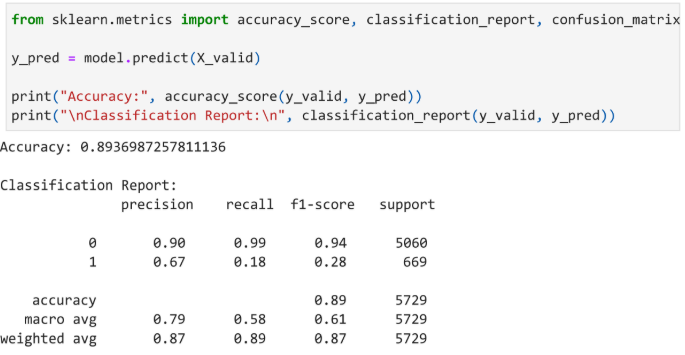 from sklearn.metrics import accuracy_score, classification_report, confusion_matrix
y_pred = model.predict(X_valid)
print("Accuracy:", accuracy_score(y_valid, y_pred))
print("\nClassification Report:\n", classification_report(y_valid, y_pred))
Accuracy: 0.8936987257811136
Classification Report:
precision recall f1-score support
0 0.90 0.99 0.94 5060
1 0.67 0.18 0.28 669
accuracy 0.89 5729
macro avg 0.79 0.58 0.61 5729
weighted avg 0.87 0.89 0.87 5729